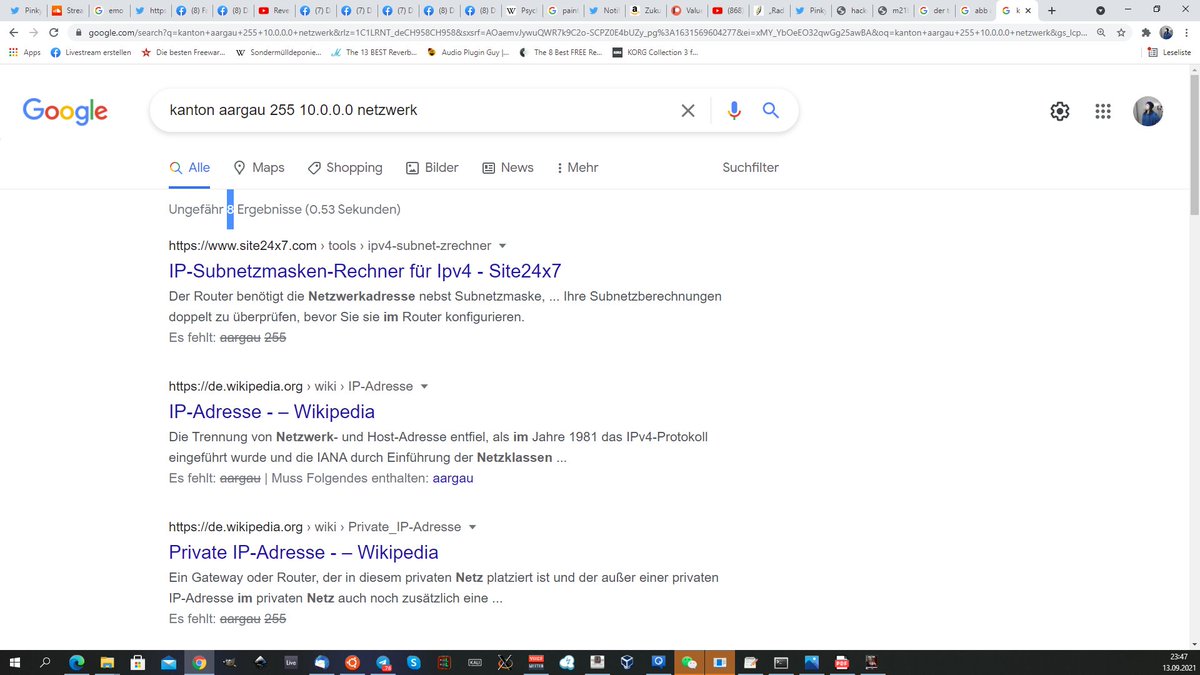 Pinky
Strea
emo
http
(8) Fa
(8) D
Reve
(7) D
(7) D
(7) D
(8) D
(8) D
Psyc
pain
Noti
Zuku
Valu
(868)
„Rad
Pinky
hack
m21
der t
abb
k
google.com/search?q=kanton+aargau+255+10.0.0.0+netzwerk&rlz=1C1LRNT_deCH958CH958&sxsrf=AOaemvJywuQWR7k9C2o-SCPZ0E4bUZy_pg%3A1631569604277&ei=xMY_YbOeEO32qwGg25awBA&oq=kanton+aargau+255+10.0.0.0+netzwerk&gs_lcp...
Apps
Livestream erstellen
Die besten Freewar...
Sondermülldeponie...
The 13 BEST Reverb...
Audio Plugin Guy |...
The 8 Best FREE Re...
KORG Collection 3 f...
Leseliste
Google
kanton aargau 255 10.0.0.0 netzwerk
Alle Maps Shopping Bilder News Mehr Suchfilter
Ungefähr 8 Ergebnisse (0.53 Sekunden)
https://www.site24x7.com › tools › ipv4-subnet-zrechner
IP-Subnetzmasken-Rechner für Ipv4 - Site24x7
Der Router benötigt die Netzwerkadresse nebst Subnetzmaske, ... Ihre Subnetzberechnungen
doppelt zu überprüfen, bevor Sie sie im Router konfigurieren.
Es fehlt: aargau 255
https://de.wikipedia.org › wiki › IP-Adresse
IP-Adresse - – Wikipedia
Die Trennung von Netzwerk- und Host-Adresse entfiel, als im Jahre 1981 das IPv4-Protokoll
eingeführt wurde und die IANA durch Einführung der Netzklassen ...
Es fehlt: aargau | Muss Folgendes enthalten: aargau
https://de.wikipedia.org › wiki › Private_IP-Adresse
Private IP-Adresse - – Wikipedia
Ein Gateway oder Router, der in diesem privaten Netz platziert ist und der außer einer privaten
IP-Adresse im privaten Netz auch noch zusätzlich eine ...
Es fehlt: aargau 255
Live
KALI
PDF
23:47
13.09.2021